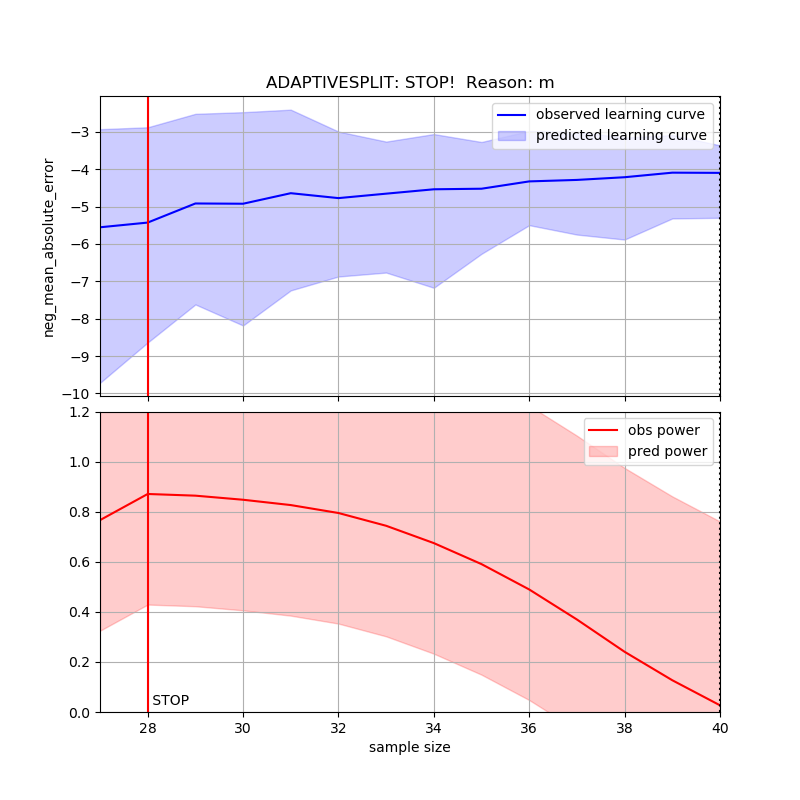 ADAPTIVESPLIT: STOP!  Reason: m
observed learning curve
predicted learning curve
neg_mean_absolute_error
−3
−4
−5
−6
−7
−8
−9
−10
obs power
pred power
1.2
1.0
0.8
0.6
0.4
0.2
0.0
STOP
28 30 32 34 36 38 40
sample size